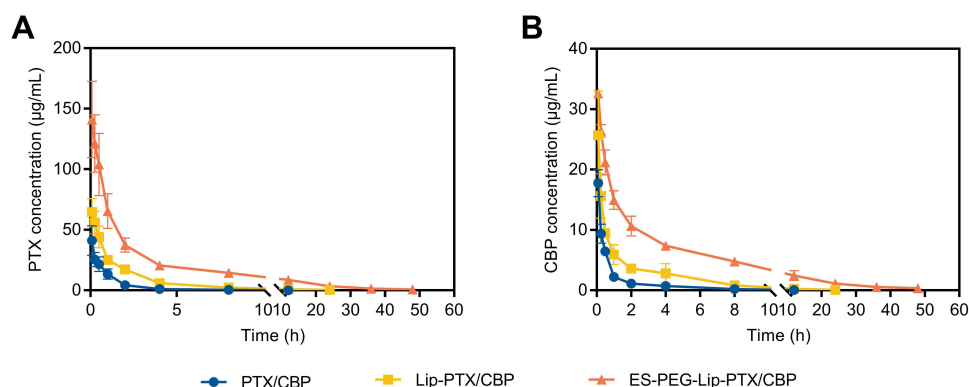 A
PTX concentration (μg/mL)
200
150
100
50
0
0 5 10 10 20 30 40 50 60
Time (h)
B
CBP concentration (μg/mL)
40
30
20
10
0
0 2 4 6 8 10 10 20 30 40 50 60
Time (h)
PTX/CBP Lip-PTX/CBP ES-PEG-Lip-PTX/CBP